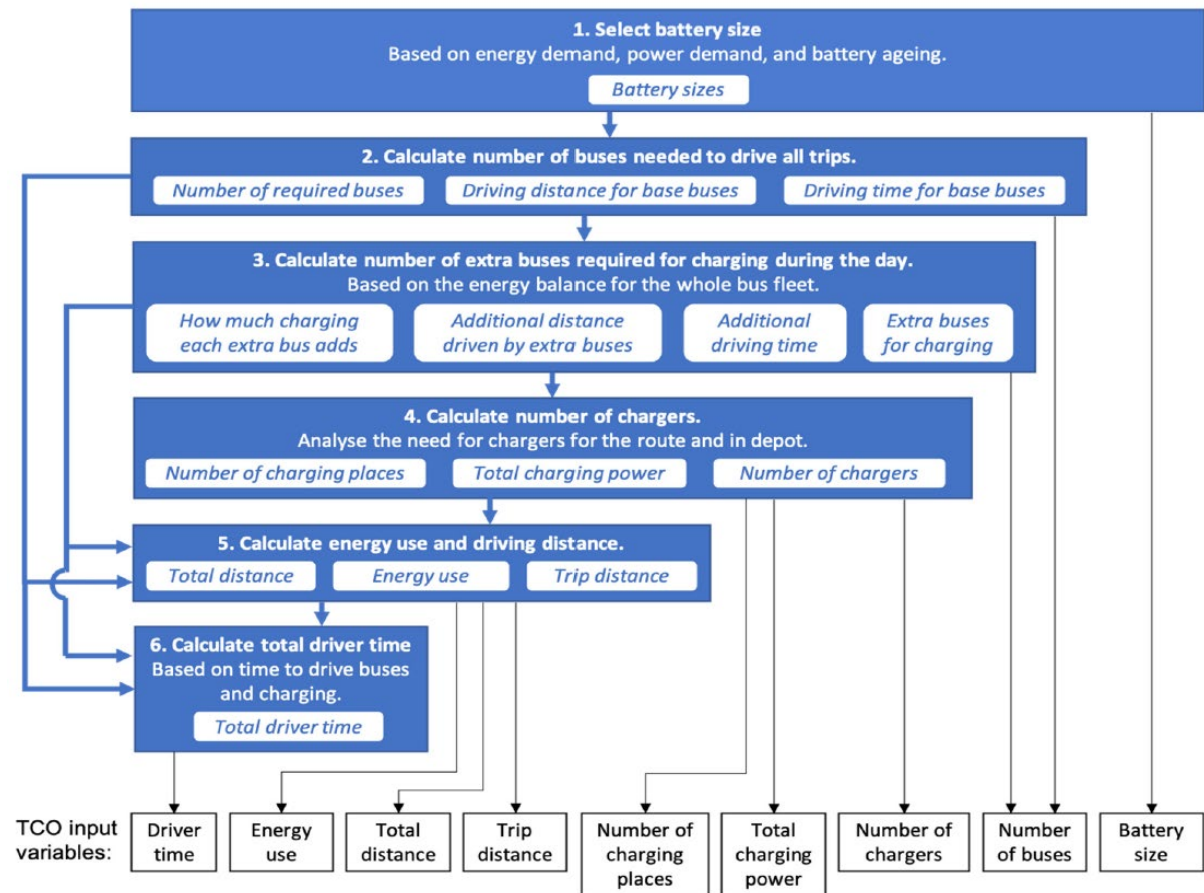 1. Select battery size
Based on energy demand, power demand, and battery ageing.
Battery sizes
2. Calculate number of buses needed to drive all trips.
Number of required buses
Driving distance for base buses
Driving time for base buses
3. Calculate number of extra buses required for charging during the day.
Based on the energy balance for the whole bus fleet.
How much charging
each extra bus adds
Additional distance
driven by extra buses
Additional
driving time
Extra buses
for charging
4. Calculate number of chargers.
Analyse the need for chargers for the route and in depot.
Number of charging places
Total charging power
Number of chargers
5. Calculate energy use and driving distance.
Total distance
Energy use
Trip distance
6. Calculate total driver time
Based on time to drive buses
and charging.
Total driver time
TCO input
variables:
Driver
time
Energy
use
Total
distance
Trip
distance
Number of
charging
places
Total
charging
power
Number of
chargers
Number
of buses
Battery
size